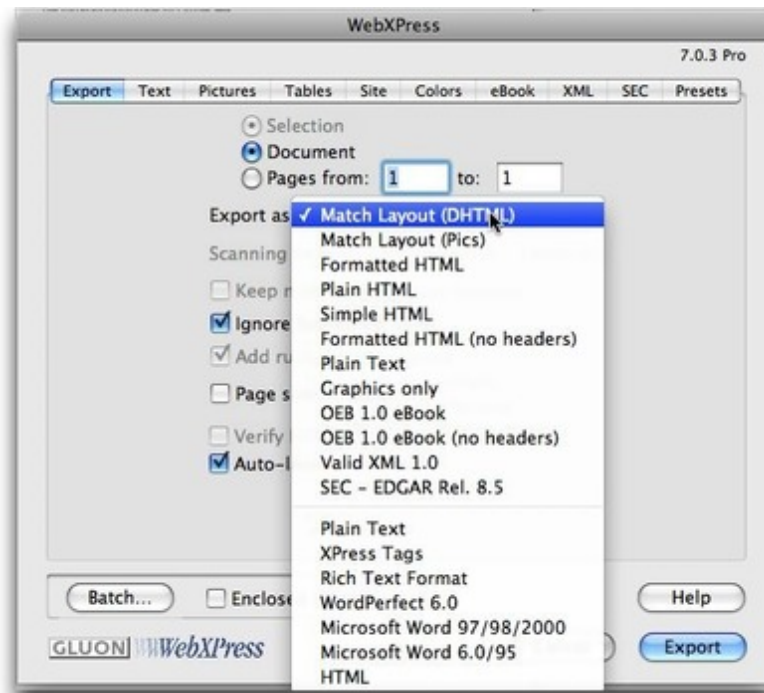 WebXPress
7.0.3 Pro
Export Text Pictures Tables Site Colors eBook XML SEC Presets
Selection
Document
Pages from: 1 to: 1
Export as ✓ Match Layout (DHTML)
Match Layout (Pics)
Scanning
Formatted HTML
Keep
Plain HTML
Simple HTML
Ignore
Formatted HTML (no headers)
Add
Plain Text
Page
Graphics only
OEB 1.0 eBook
Verify
OEB 1.0 eBook (no headers)
Valid XML 1.0
SEC - EDGAR Rel. 8.5
Plain Text
XPress Tags
Rich Text Format
Batch... Enclose WordPerfect 6.0 Help
Microsoft Word 97/98/2000
GLUON WebXPress Microsoft Word 6.0/95 Export
HTML